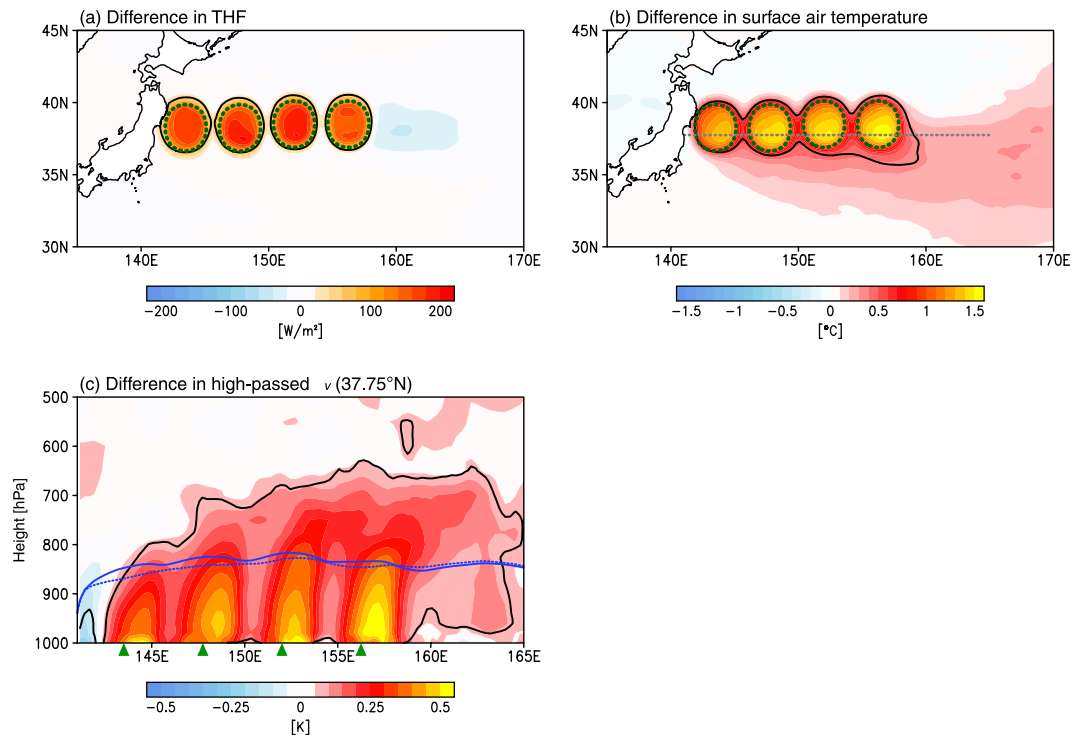 (a) Difference in THF
45N
40N
35N
30N
140E 150E 160E 170E
−200 −100 0 100 200
[W/m²]
(b) Difference in surface air temperature
45N
40N
35N
30N
140E 150E 160E 170E
−1.5 −1 −0.5 0 0.5 1 1.5
[°C]
(c) Difference in high-passed v (37.75°N)
Height [hPa]
500
600
700
800
900
1000
145E 150E 155E 160E 165E
−0.5 −0.25 0 0.25 0.5
[K]